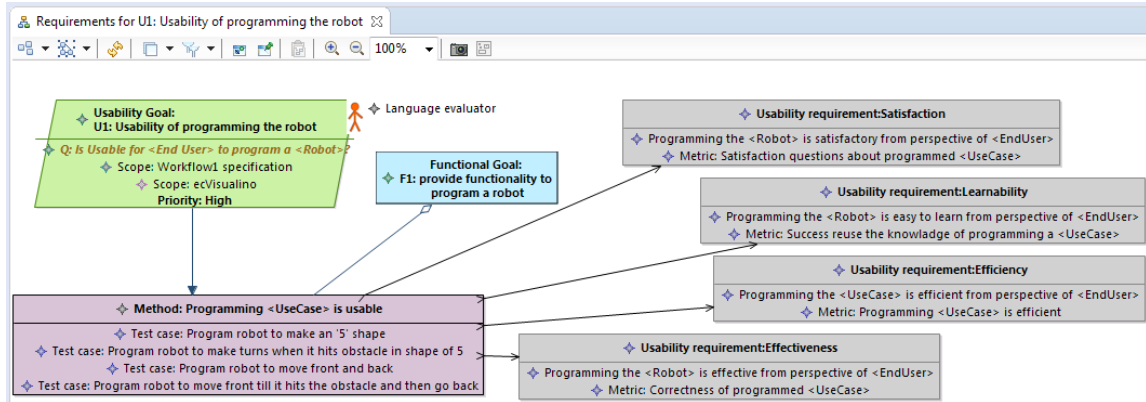 Requirements for U1: Usability of programming the robot
100%
Usability Goal:
U1: Usability of programming the robot
Q: Is Usable for <End User> to program a <Robot>?
Scope: Workflow1 specification
Scope: ecVisualino
Priority: High
Language evaluator
Functional Goal:
F1: provide functionality to
program a robot
Usability requirement:Satisfaction
Programming the <Robot> is satisfactory from perspective of <EndUser>
Metric: Satisfaction questions about programmed <UseCase>
Usability requirement:Learnability
Programming the <Robot> is easy to learn from perspective of <EndUser>
Metric: Success reuse the knowladge of programming a <UseCase>
Usability requirement:Efficiency
Programming the <UseCase> is efficient from perspective of <EndUser>
Metric: Programming <UseCase> is efficient
Method: Programming <UseCase> is usable
Test case: Program robot to make an '5' shape
Test case: Program robot to make turns when it hits obstacle in shape of 5
Test case: Program robot to move front and back
Test case: Program robot to move front till it hits the obstacle and then go back
Usability requirement:Effectiveness
Programming the <Robot> is effective from perspective of <EndUser>
Metric: Correctness of programmed <UseCase>